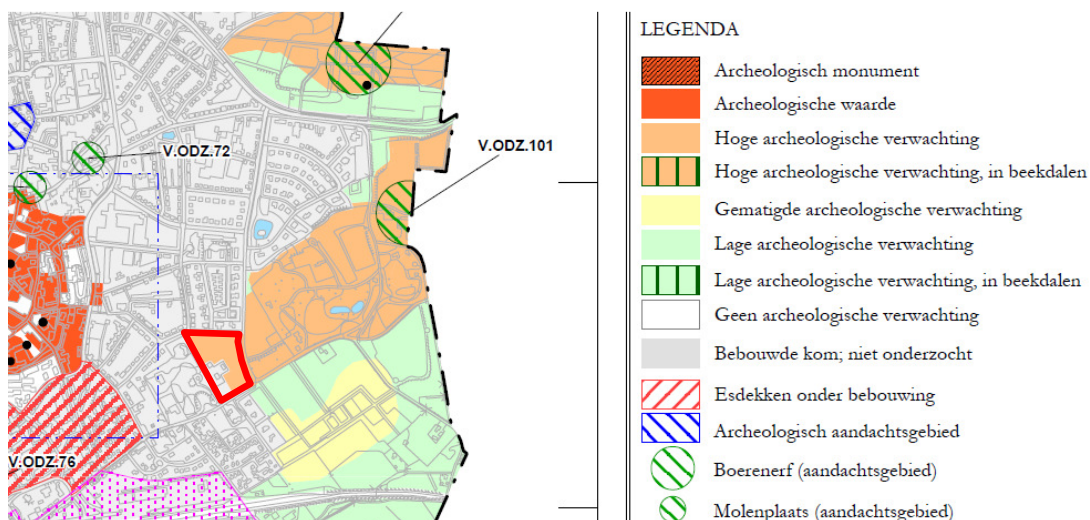 V.ODZ.72
V.ODZ.101
V.ODZ.76
LEGENDA
Archeologisch monument
Archeologische waarde
Hoge archeologische verwachting
Hoge archeologische verwachting, in beekdalen
Gematigde archeologische verwachting
Lage archeologische verwachting
Lage archeologische verwachting, in beekdalen
Geen archeologische verwachting
Bebouwde kom; niet onderzocht
Esdekken onder bebouwing
Archeologisch aandachtsgebied
Boerenerf (aandachtsgebied)
Molenplaats (aandachtsgebied)